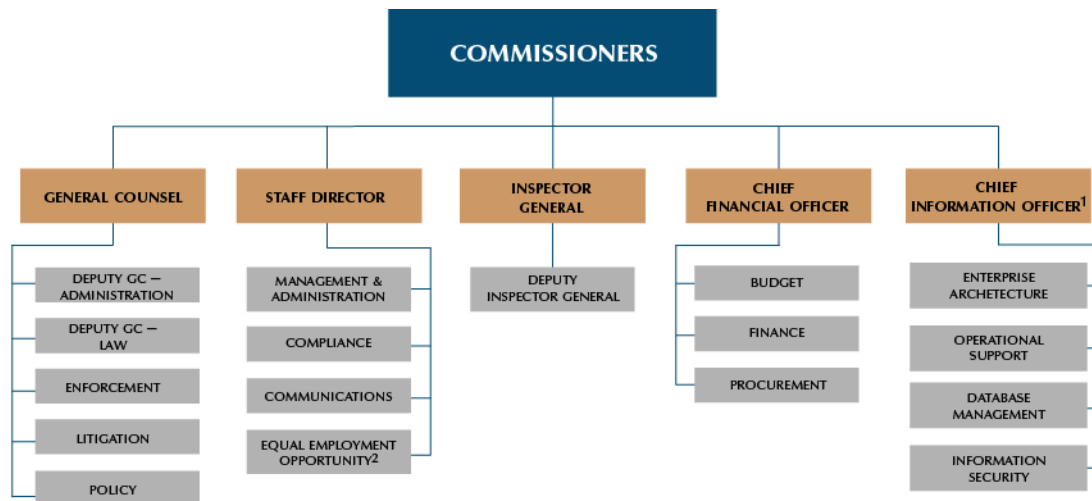 COMMISSIONERS
GENERAL COUNSEL
STAFF DIRECTOR
INSPECTOR
GENERAL
CHIEF
FINANCIAL OFFICER
CHIEF
INFORMATION OFFICER¹
DEPUTY GC –
ADMINISTRATION
DEPUTY GC –
LAW
ENFORCEMENT
LITIGATION
POLICY
MANAGEMENT &
ADMINISTRATION
COMPLIANCE
COMMUNICATIONS
EQUAL EMPLOYMENT
OPPORTUNITY²
DEPUTY
INSPECTOR GENERAL
BUDGET
FINANCE
PROCUREMENT
ENTERPRISE
ARCHETECTURE
OPERATIONAL
SUPPORT
DATABASE
MANAGEMENT
INFORMATION
SECURITY